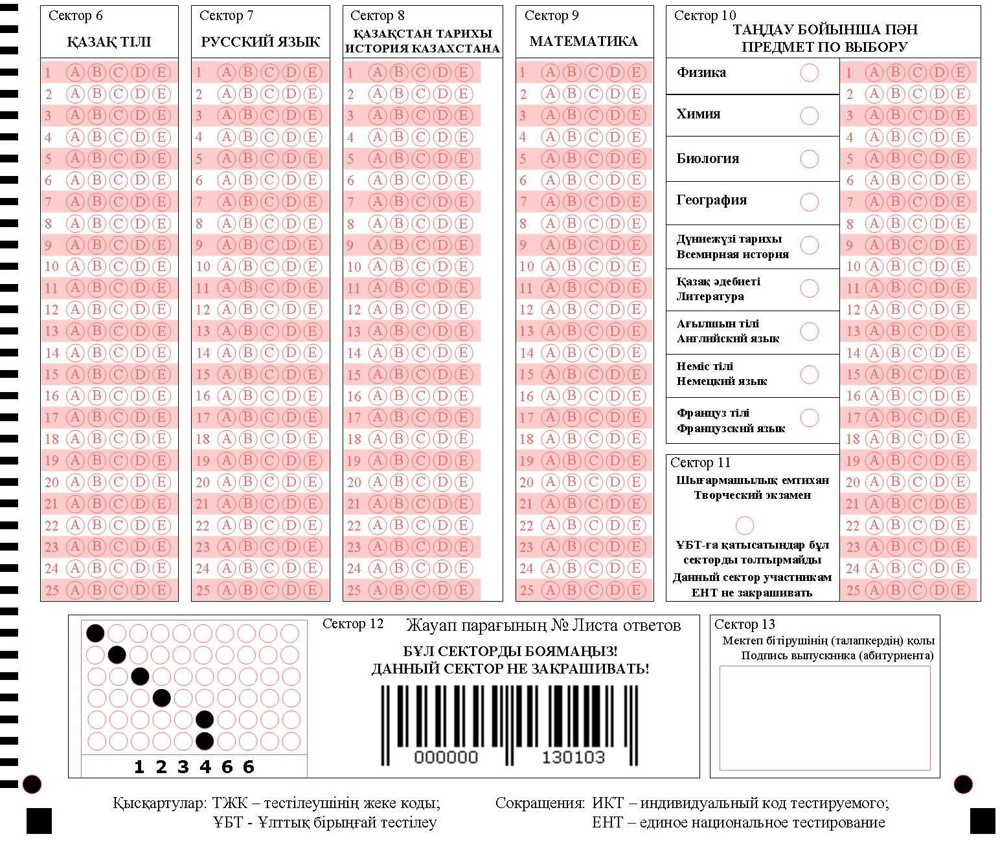 Сектор 6
ҚАЗАҚ ТІЛІ
1 A B C D E
2 A B C D E
3 A B C D E
4 A B C D E
5 A B C D E
6 A B C D E
7 A B C D E
8 A B C D E
9 A B C D E
10 A B C D E
11 A B C D E
12 A B C D E
13 A B C D E
14 A B C D E
15 A B C D E
16 A B C D E
17 A B C D E
18 A B C D E
19 A B C D E
20 A B C D E
21 A B C D E
22 A B C D E
23 A B C D E
24 A B C D E
25 A B C D E
Сектор 7
РУССКИЙ ЯЗЫК
1 A B C D E
2 A B C D E
3 A B C D E
4 A B C D E
5 A B C D E
6 A B C D E
7 A B C D E
8 A B C D E
9 A B C D E
10 A B C D E
11 A B C D E
12 A B C D E
13 A B C D E
14 A B C D E
15 A B C D E
16 A B C D E
17 A B C D E
18 A B C D E
19 A B C D E
20 A B C D E
21 A B C D E
22 A B C D E
23 A B C D E
24 A B C D E
25 A B C D E
Сектор 8
ҚАЗАҚСТАН ТАРИХЫ
ИСТОРИЯ КАЗАХСТАНА
1 A B C D E
2 A B C D E
3 A B C D E
4 A B C D E
5 A B C D E
6 A B C D E
7 A B C D E
8 A B C D E
9 A B C D E
10 A B C D E
11 A B C D E
12 A B C D E
13 A B C D E
14 A B C D E
15 A B C D E
16 A B C D E
17 A B C D E
18 A B C D E
19 A B C D E
20 A B C D E
21 A B C D E
22 A B C D E
23 A B C D E
24 A B C D E
25 A B C D E
Сектор 9
МАТЕМАТИКА
1 A B C D E
2 A B C D E
3 A B C D E
4 A B C D E
5 A B C D E
6 A B C D E
7 A B C D E
8 A B C D E
9 A B C D E
10 A B C D E
11 A B C D E
12 A B C D E
13 A B C D E
14 A B C D E
15 A B C D E
16 A B C D E
17 A B C D E
18 A B C D E
19 A B C D E
20 A B C D E
21 A B C D E
22 A B C D E
23 A B C D E
24 A B C D E
25 A B C D E
Сектор 10
ТАҢДАУ БОЙЫНША ПӘН
ПРЕДМЕТ ПО ВЫБОРУ
Физика
Химия
Биология
География
Дүниежүзі тарихы
Всемирная история
Қазақ әдебиеті
Литература
Ағылшын тілі
Английский язык
Неміс тілі
Немецкий язык
Француз тілі
Французский язык
1 A B C D E
2 A B C D E
3 A B C D E
4 A B C D E
5 A B C D E
6 A B C D E
7 A B C D E
8 A B C D E
9 A B C D E
10 A B C D E
11 A B C D E
12 A B C D E
13 A B C D E
14 A B C D E
15 A B C D E
16 A B C D E
17 A B C D E
18 A B C D E
19 A B C D E
20 A B C D E
21 A B C D E
22 A B C D E
23 A B C D E
24 A B C D E
25 A B C D E
Сектор 11
Шығармашылық емтихан
Творческий экзамен
ҰБТ-ға қатысатындар бұл
секторды толтырмайды
Данный сектор участникам
ЕНТ не закрашивать
1 2 3 4 6 6
Сектор 12 Жауап парағының № Листа ответов
БҰЛ СЕКТОРДЫ БОЯМАҢЫЗ!
ДАННЫЙ СЕКТОР НЕ ЗАКРАШИВАТЬ!
000000 130103
Сектор 13
Мектеп бітірушінің (талапкердің) қолы
Подпись выпускника (абитуриента)
Қысқартулар: ТЖК – тестілеушінің жеке коды;
ҰБТ - Ұлттық бірыңғай тестілеу
Сокращения: ИКТ – индивидуальный код тестируемого;
ЕНТ – единое национальное тестирование